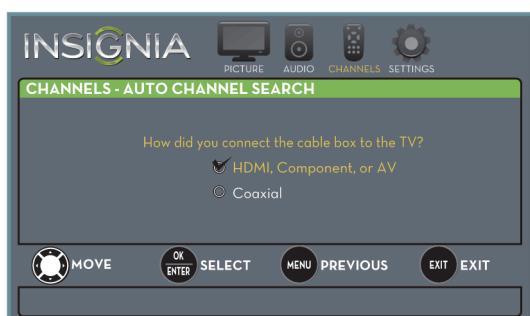 INSIGNIA
PICTURE AUDIO CHANNELS SETTINGS
CHANNELS - AUTO CHANNEL SEARCH
How did you connect the cable box to the TV?
HDMI, Component, or AV
Coaxial
MOVE OK ENTER SELECT MENU PREVIOUS EXIT EXIT